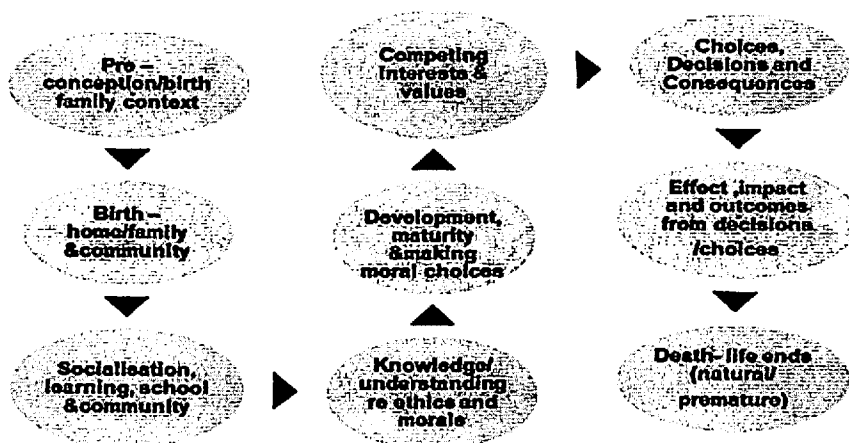 Pre –
conception/birth
family context
Birth –
home/family
&community
Socialisation,
learning, school
&community
Knowledge/
understanding
re ethics and
morals
Development,
maturity
&making
moral choices
Competing
interests &
values
Choices,
Decisions and
Consequences
Effect ,impact
and outcomes
from decisions
/choices
Death– life ends
(natural/
premature)